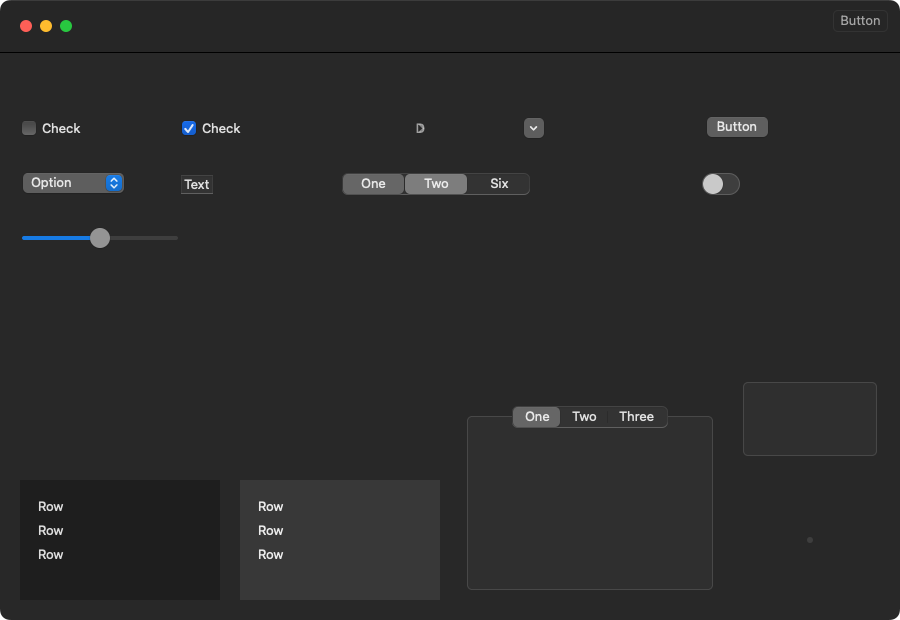 Button
Check
Check
D
Button
Option
Text
One
Two
Six
One
Two
Three
Row
Row
Row
Row
Row
Row